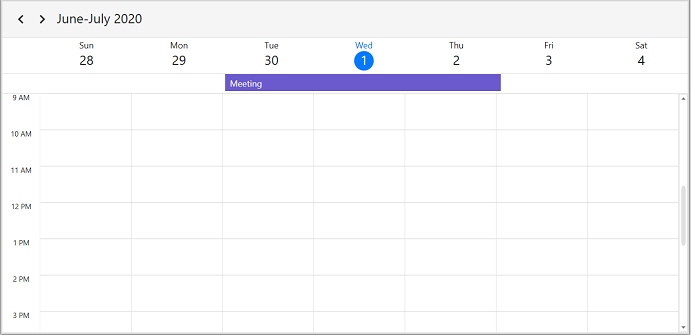 June-July 2020
Sun Mon Tue Wed Thu Fri Sat
28 29 30 1 2 3 4
Meeting
9 AM
10 AM
11 AM
12 PM
1 PM
2 PM
3 PM